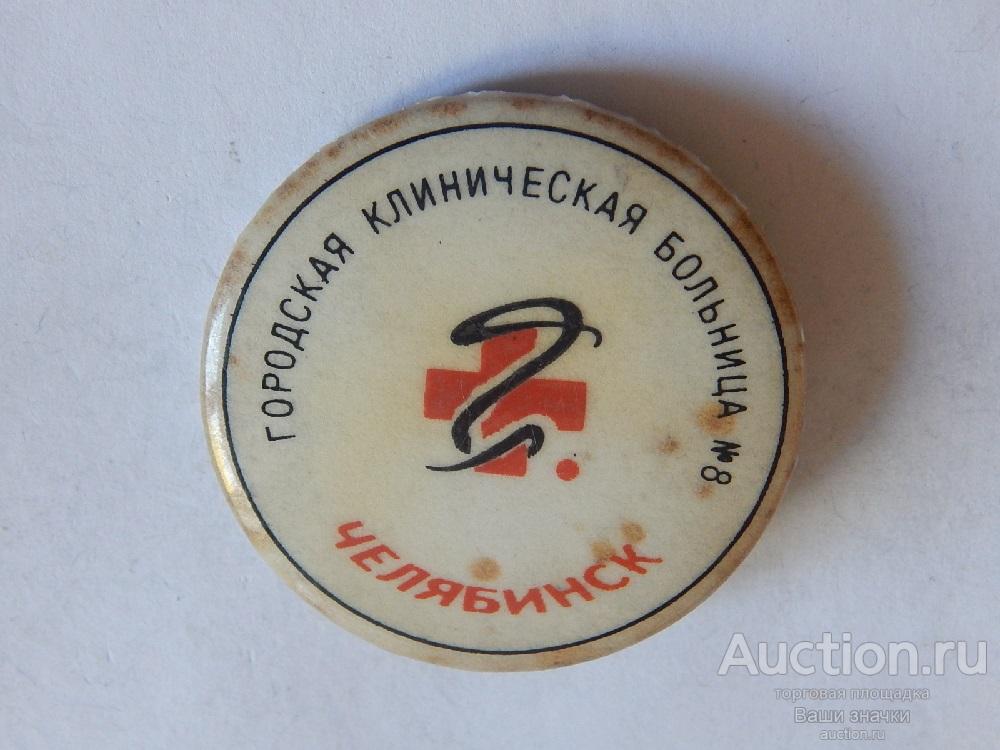 ГОРОДСКАЯ КЛИНИЧЕСКАЯ БОЛЬНИЦА №8
ЧЕЛЯБИНСК
Auction.ru
торговая площадка
Ваши значки
auction.ru